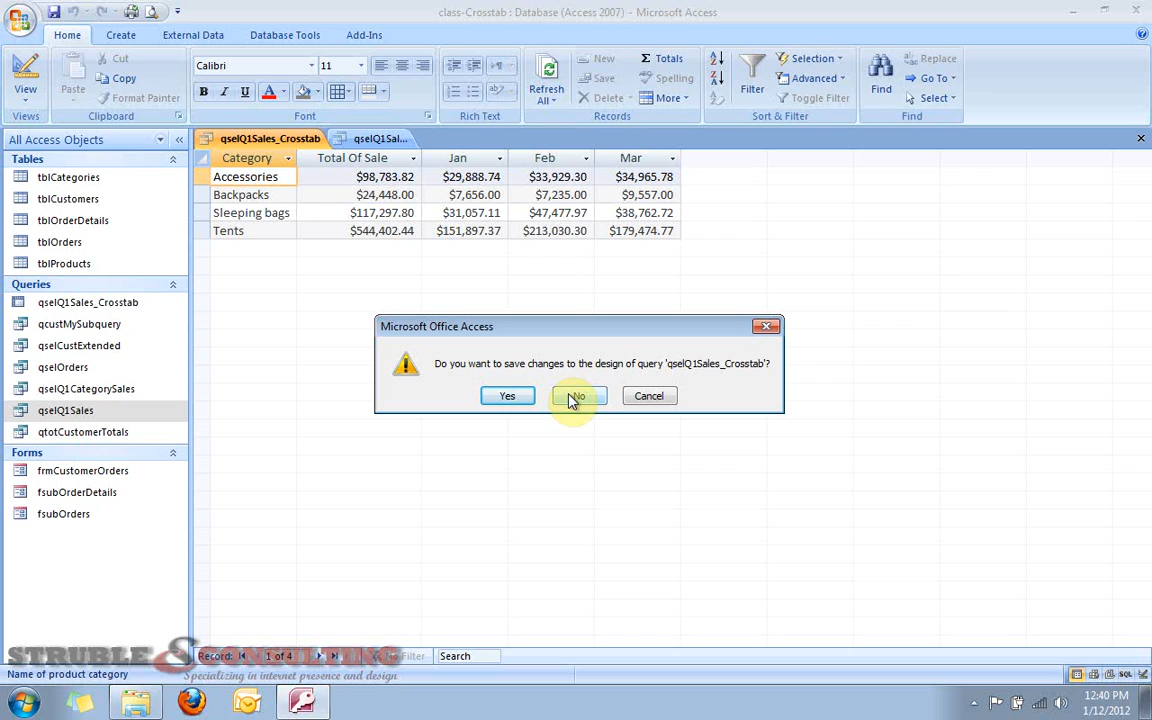 class-Crosstab : Database (Access 2007) - Microsoft Access
Home Create External Data Database Tools Add-Ins
View
Views
Paste
Cut
Copy
Format Painter
Clipboard
Calibri 11
B I U A
Font
Rich Text
Refresh All
New
Save
Delete
Totals
Spelling
More
Records
Filter
Selection
Advanced
Toggle Filter
Sort & Filter
Find
Replace
Go To
Select
Find
All Access Objects
Tables
tblCategories
tblCustomers
tblOrderDetails
tblOrders
tblProducts
Queries
qselQ1Sales_Crosstab
qcustMySubquery
qselCustExtended
qselOrders
qselQ1CategorySales
qselQ1Sales
qtotCustomerTotals
Forms
frmCustomerOrders
fsubOrderDetails
fsubOrders
qselQ1Sales_Crosstab qselQ1Sal...
Category Total Of Sale Jan Feb Mar
Accessories $98,783.82 $29,888.74 $33,929.30 $34,965.78
Backpacks $24,448.00 $7,656.00 $7,235.00 $9,557.00
Sleeping bags $117,297.80 $31,057.11 $47,477.97 $38,762.72
Tents $544,402.44 $151,897.37 $213,030.30 $179,474.77
Microsoft Office Access
Do you want to save changes to the design of query 'qselQ1Sales_Crosstab'?
Yes No Cancel
Record: 1 of 4 No Filter Search
STRUBLE & CONSULTING
Specializing in internet presence and design
Name of product category
SQL
12:40 PM
1/12/2012